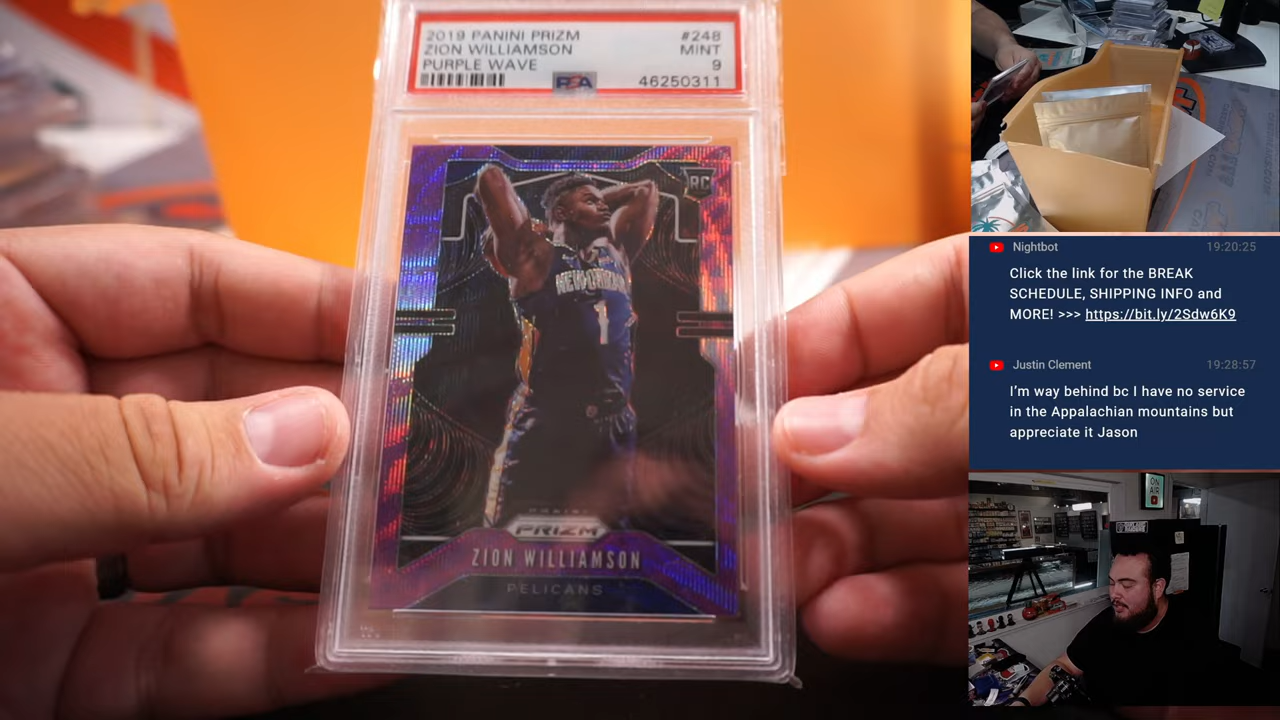 2019 PANINI PRIZM #248
ZION WILLIAMSON MINT
PURPLE WAVE 9
PSA 46250311
RC
NEW ORLEANS
1
PANINI
PRIZM
ZION WILLIAMSON
PELICANS
Nightbot 19:20:25
Click the link for the BREAK
SCHEDULE, SHIPPING INFO and
MORE! >>> https://bit.ly/2Sdw6K9
Justin Clement 19:28:57
I'm way behind bc I have no service
in the Appalachian mountains but
appreciate it Jason
ON
AIR